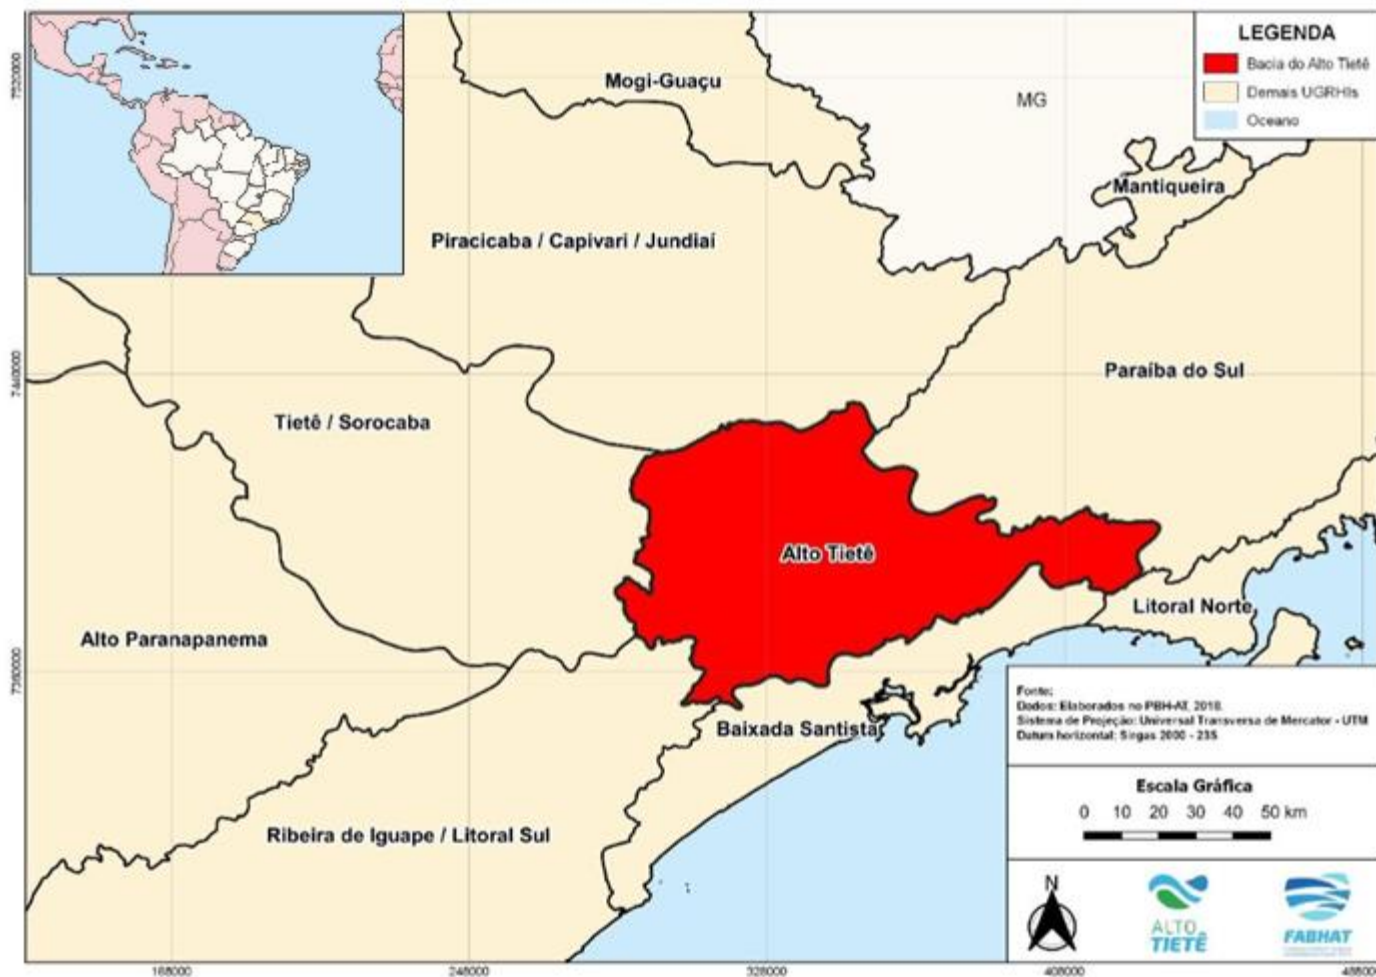 LEGENDA
Bacia do Alto Tietê
Demais UGRHIs
Oceano
Mogi-Guaçu
MG
Mantiqueira
Piracicaba / Capivari / Jundiaí
Paraíba do Sul
Tietê / Sorocaba
Alto Tietê
Litoral Norte
Alto Paranapanema
Baixada Santista
Ribeira de Iguape / Litoral Sul
7520000
7440000
7360000
168000
248000
328000
408000
Fonte:
Dados: Elaborados no PBH-AT, 2018.
Sistema de Projeção: Universal Transversa de Mercator - UTM
Datum horizontal: Sirgas 2000 - 23S
Escala Gráfica
0 10 20 30 40 50 km
N
ALTO
TIETÊ
FABHAT